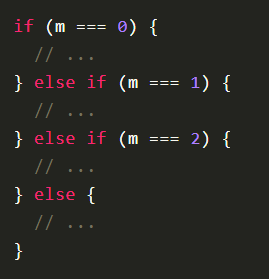 if (m === 0) {
  // ...
} else if (m === 1) {
  // ...
} else if (m === 2) {
  // ...
} else {
  // ...
}